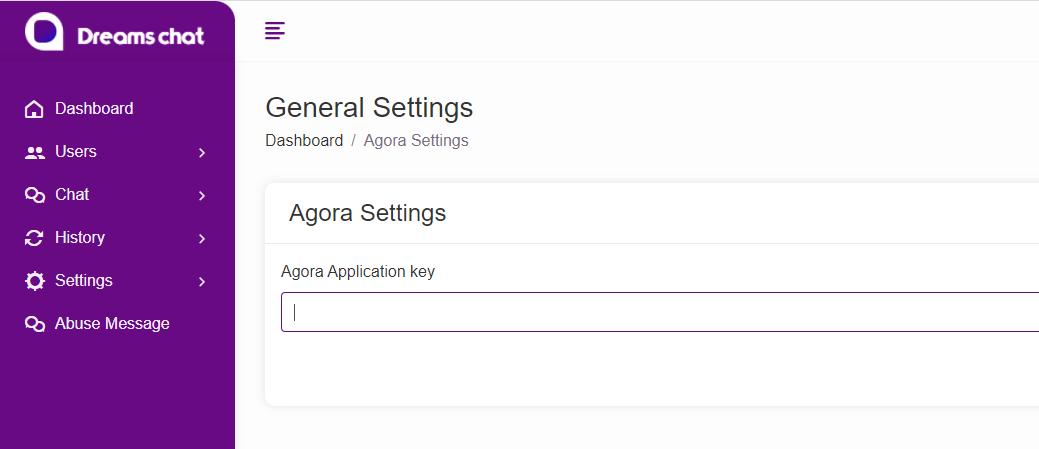 Dreams chat
Dashboard
Users
Chat
History
Settings
Abuse Message
General Settings
Dashboard / Agora Settings
Agora Settings
Agora Application key